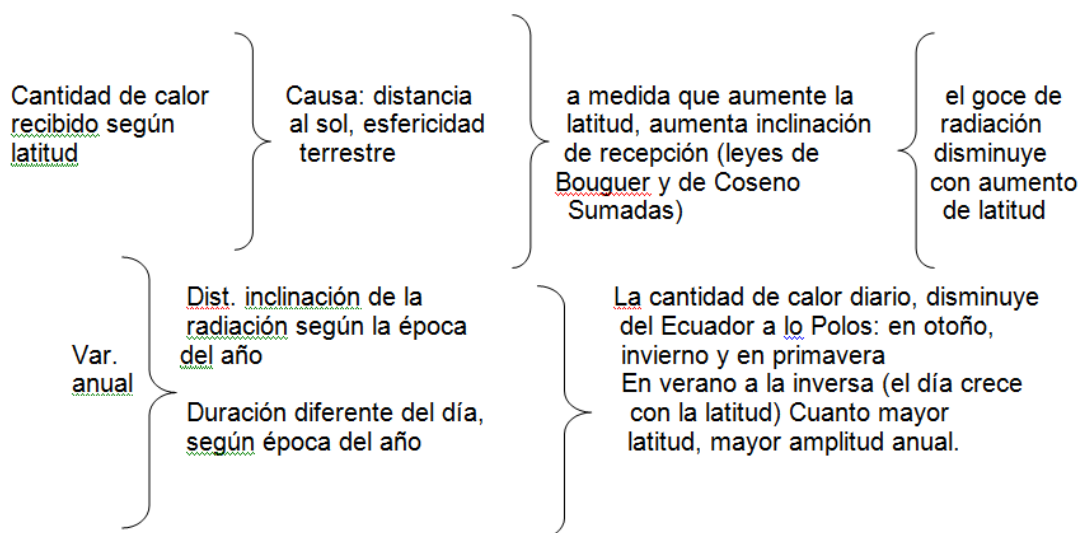 Cantidad de calor
recibido según
latitud
Causa: distancia
al sol, esfericidad
terrestre
a medida que aumente la
latitud, aumenta inclinación
de recepción (leyes de
Bouguer y de Coseno
Sumadas)
el goce de
radiación
disminuye
con aumento
de latitud
Var.
anual
Dist. inclinación de la
radiación según la época
del año
Duración diferente del día,
según época del año
La cantidad de calor diario, disminuye
del Ecuador a lo Polos: en otoño,
invierno y en primavera
En verano a la inversa (el día crece
con la latitud) Cuanto mayor
latitud, mayor amplitud anual.